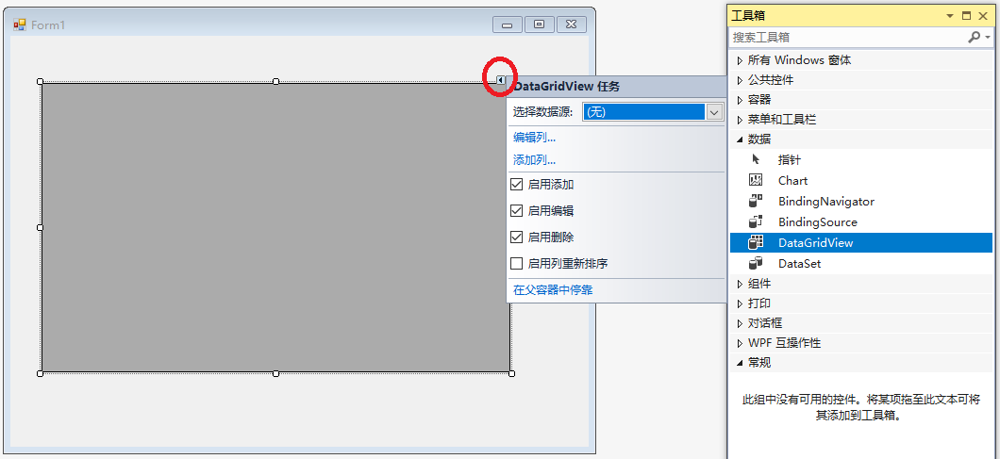 Form1
DataGridView 任务
选择数据源:
(无)
编辑列...
添加列...
启用添加
启用编辑
启用删除
启用列重新排序
在父容器中停靠
工具箱
搜索工具箱
所有 Windows 窗体
公共控件
容器
菜单和工具栏
数据
指针
Chart
BindingNavigator
BindingSource
DataGridView
DataSet
组件
打印
对话框
WPF 互操作性
常规
此组中没有可用的控件。将某项拖至此文本可将
其添加到工具箱。